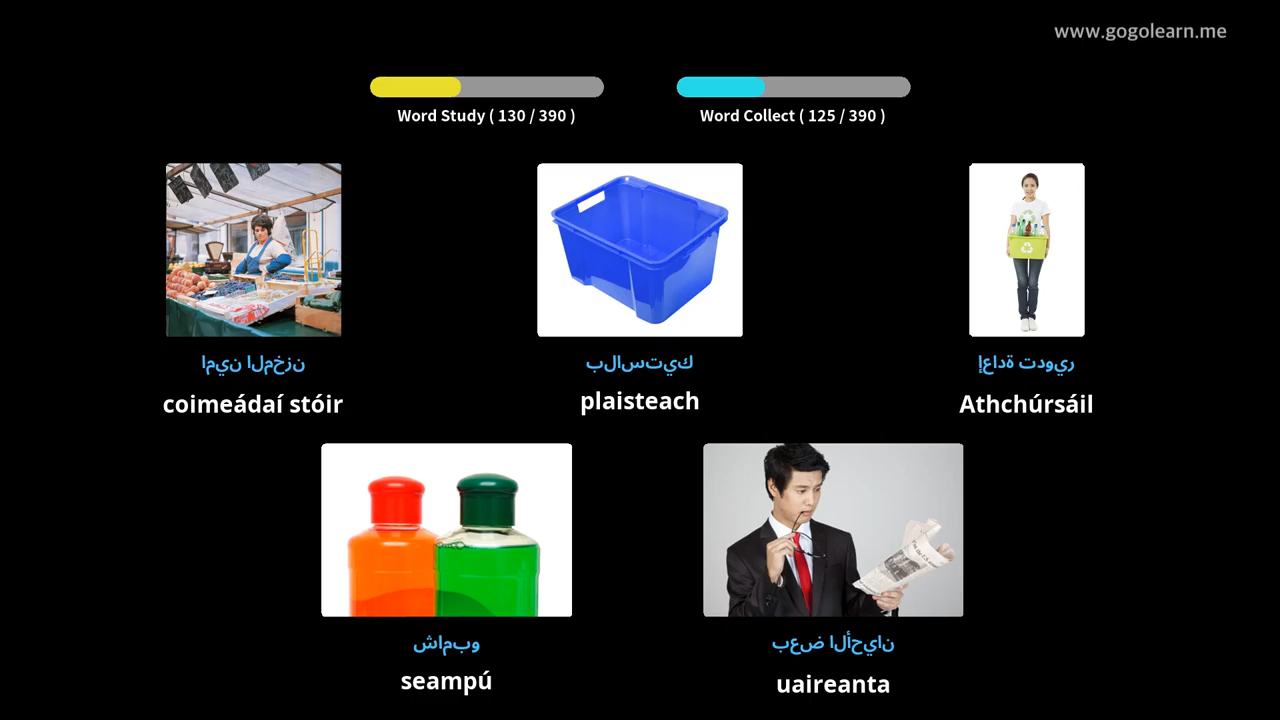 www.gogolearn.me
Word Study ( 130 / 390 )
Word Collect ( 125 / 390 )
امين المخزن
بلاستيك
إعادة تدوير
coimeádaí stóir
plaisteach
Athchúrsáil
شامبو
بعض الأحيان
seampú
uaireanta